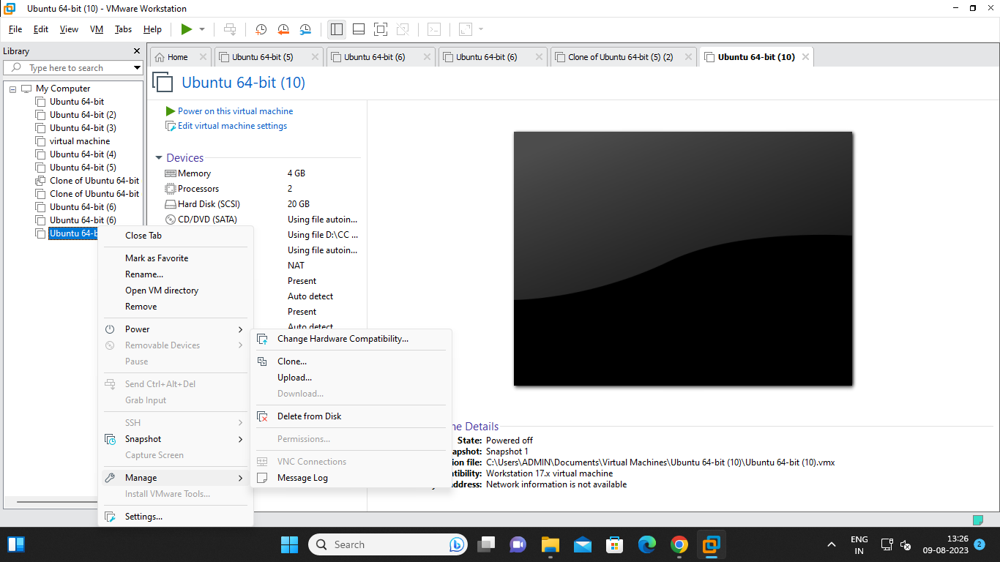 Ubuntu 64-bit (10) - VMware Workstation
File Edit View VM Tabs Help
Library
Type here to search
My Computer
Ubuntu 64-bit
Ubuntu 64-bit (2)
Ubuntu 64-bit (3)
virtual machine
Ubuntu 64-bit (4)
Ubuntu 64-bit (5)
Clone of Ubuntu 64-bit
Clone of Ubuntu 64-bit
Ubuntu 64-bit (6)
Ubuntu 64-bit (6)
Ubuntu 64-b
Home Ubuntu 64-bit (5) Ubuntu 64-bit (6) Ubuntu 64-bit (6) Clone of Ubuntu 64-bit (5) (2) Ubuntu 64-bit (10)
Ubuntu 64-bit (10)
Power on this virtual machine
Edit virtual machine settings
Devices
Memory 4 GB
Processors 2
Hard Disk (SCSI) 20 GB
CD/DVD (SATA) Using file autoin...
Using file D:\CC ...
Using file autoin...
NAT
Present
Auto detect
Present
Auto detect
Close Tab
Mark as Favorite
Rename...
Open VM directory
Remove
Power
Removable Devices
Pause
Send Ctrl+Alt+Del
Grab Input
SSH
Snapshot
Capture Screen
Manage
Install VMware Tools...
Settings...
Change Hardware Compatibility...
Clone...
Upload...
Download...
Delete from Disk
Permissions...
VNC Connections
Message Log
ne Details
State: Powered off
apshot: Snapshot 1
ion file: C:\Users\ADMIN\Documents\Virtual Machines\Ubuntu 64-bit (10)\Ubuntu 64-bit (10).vmx
atibility: Workstation 17.x virtual machine
address: Network information is not available
Search
ENG
IN
13:26
09-08-2023
2